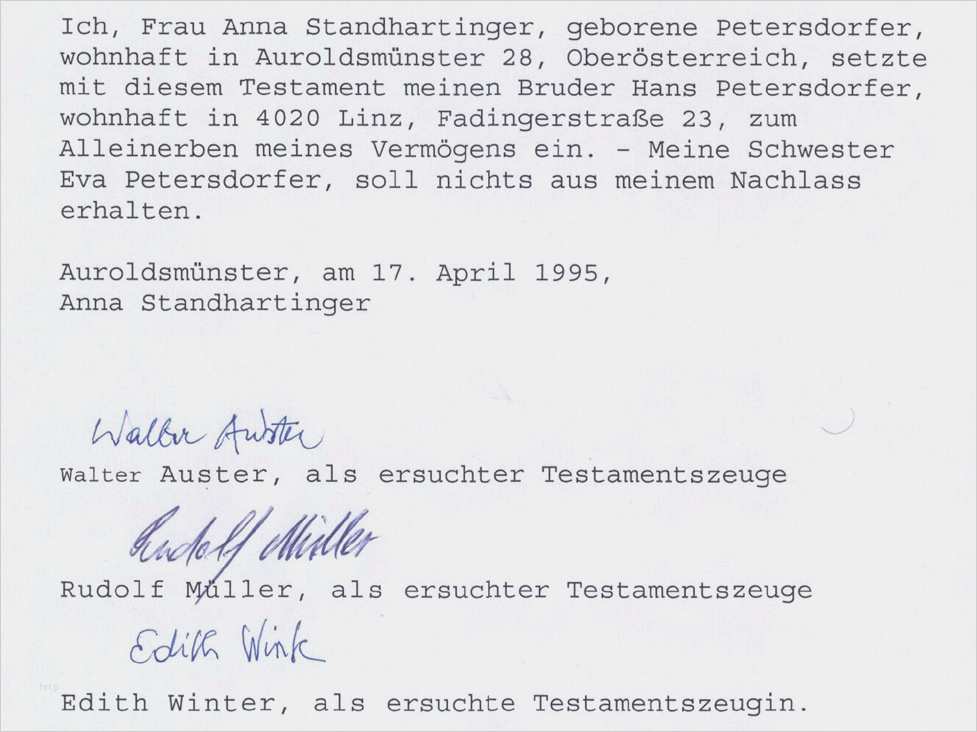 Ich, Frau Anna Standhartinger, geborene Petersdorfer,
wohnhaft in Auroldsmünster 28, Oberösterreich, setzte
mit diesem Testament meinen Bruder Hans Petersdorfer,
wohnhaft in 4020 Linz, Fadingerstraße 23, zum
Alleinerben meines Vermögens ein. – Meine Schwester
Eva Petersdorfer, soll nichts aus meinem Nachlass
erhalten.
Auroldsmünster, am 17. April 1995,
Anna Standhartinger
Walter Auster
Walter Auster, als ersuchter Testamentszeuge
Rudolf Müller
Rudolf Müller, als ersuchter Testamentszeuge
Edith
Edith Winter, als ersuchte Testamentszeugin.